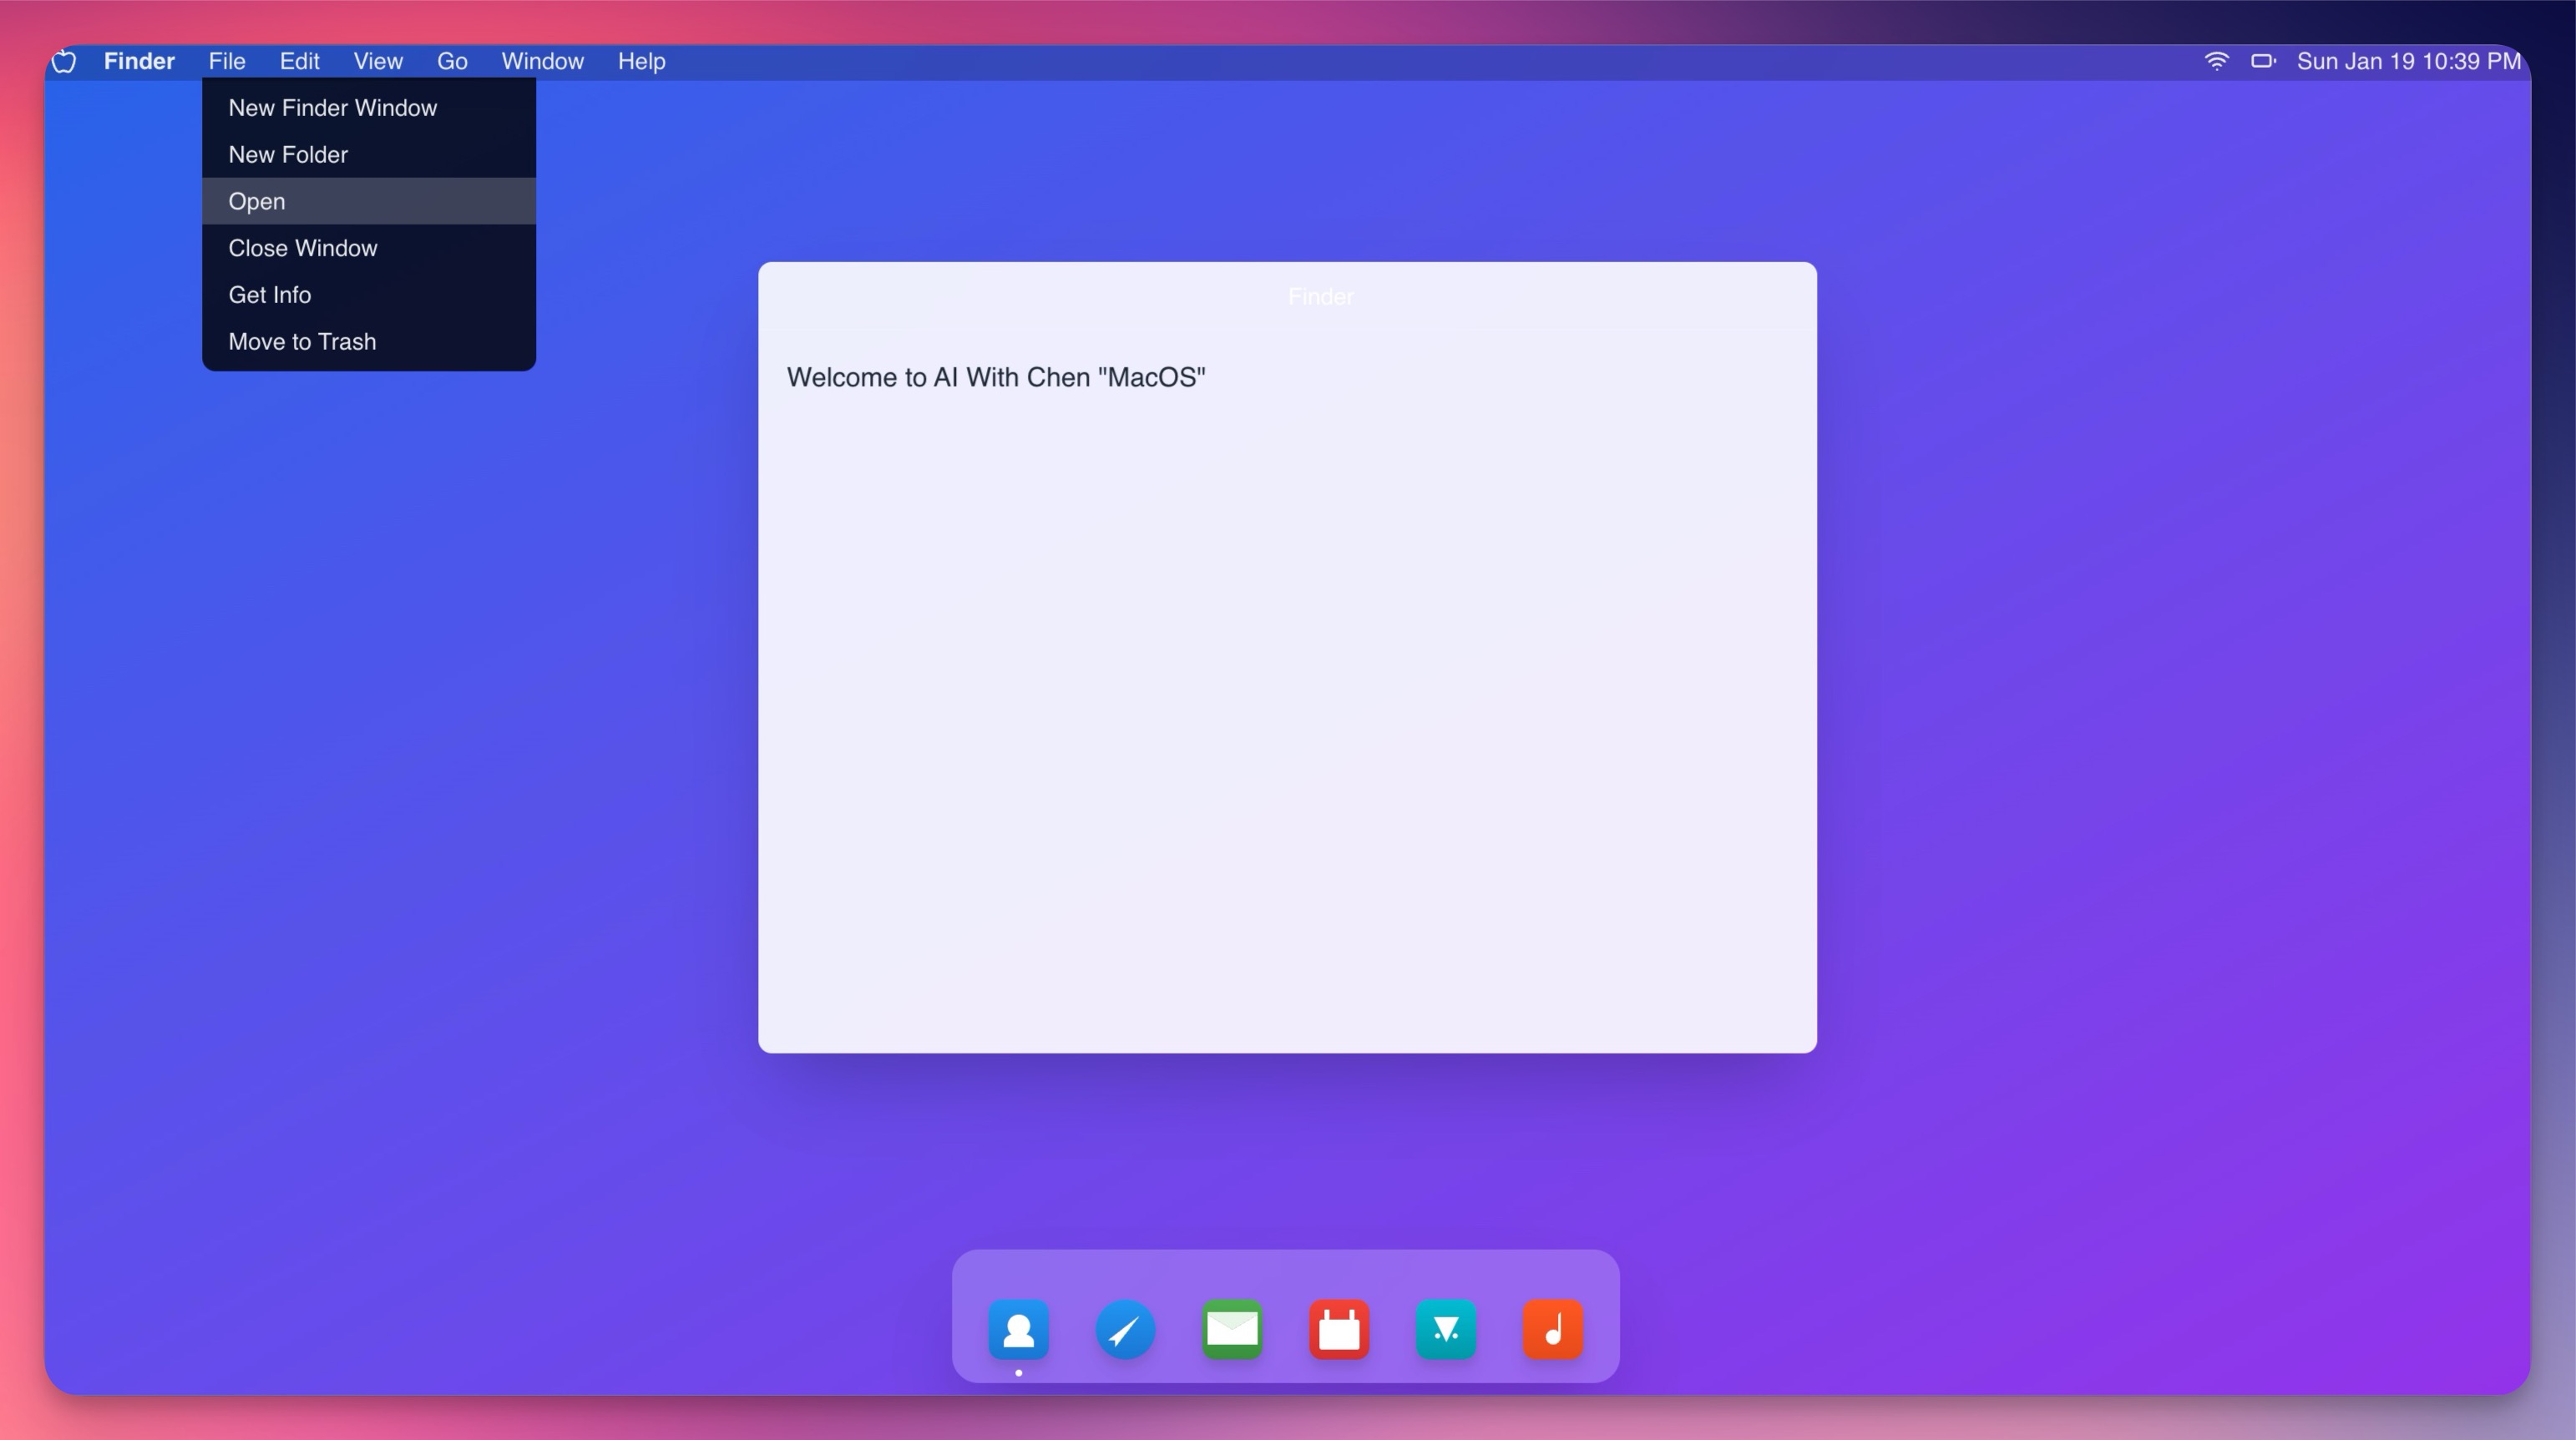 Finder File Edit View Go Window Help Sun Jan 19 10:39 PM
New Finder Window
New Folder
Open
Close Window
Get Info
Move to Trash
Finder
Welcome to AI With Chen "MacOS"